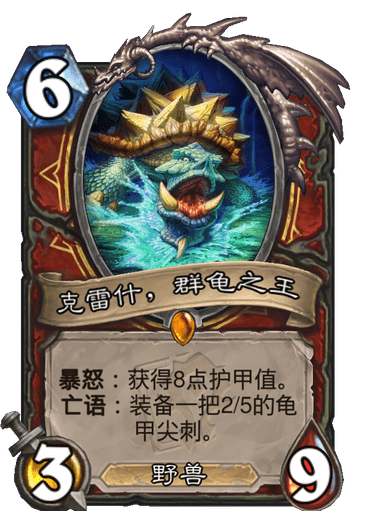 6
克雷什，群龟之王
暴怒：获得8点护甲值。
亡语：装备一把2/5的龟
甲尖刺。
3
野兽
9